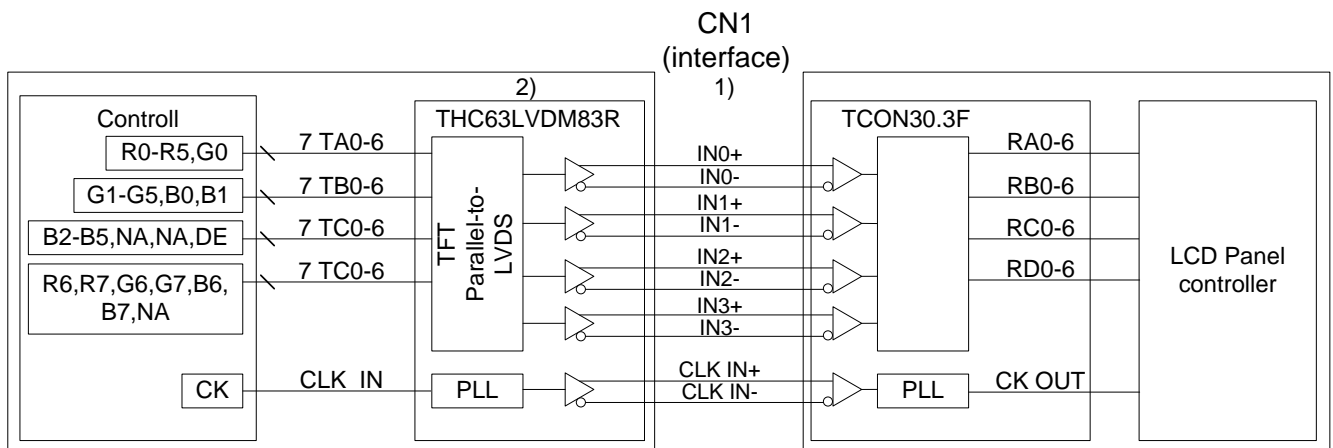 CN1
(interface)
1)
2)
Controll
R0-R5,G0
G1-G5,B0,B1
B2-B5,NA,NA,DE
R6,R7,G6,G7,B6,
B7,NA
CK
7 TA0-6
7 TB0-6
7 TC0-6
7 TC0-6
CLK IN
THC63LVDM83R
TFT
Parallel-to-
LVDS
PLL
IN0+
IN0-
IN1+
IN1-
IN2+
IN2-
IN3+
IN3-
CLK IN+
CLK IN-
TCON30.3F
PLL
RA0-6
RB0-6
RC0-6
RD0-6
CK OUT
LCD Panel
controller